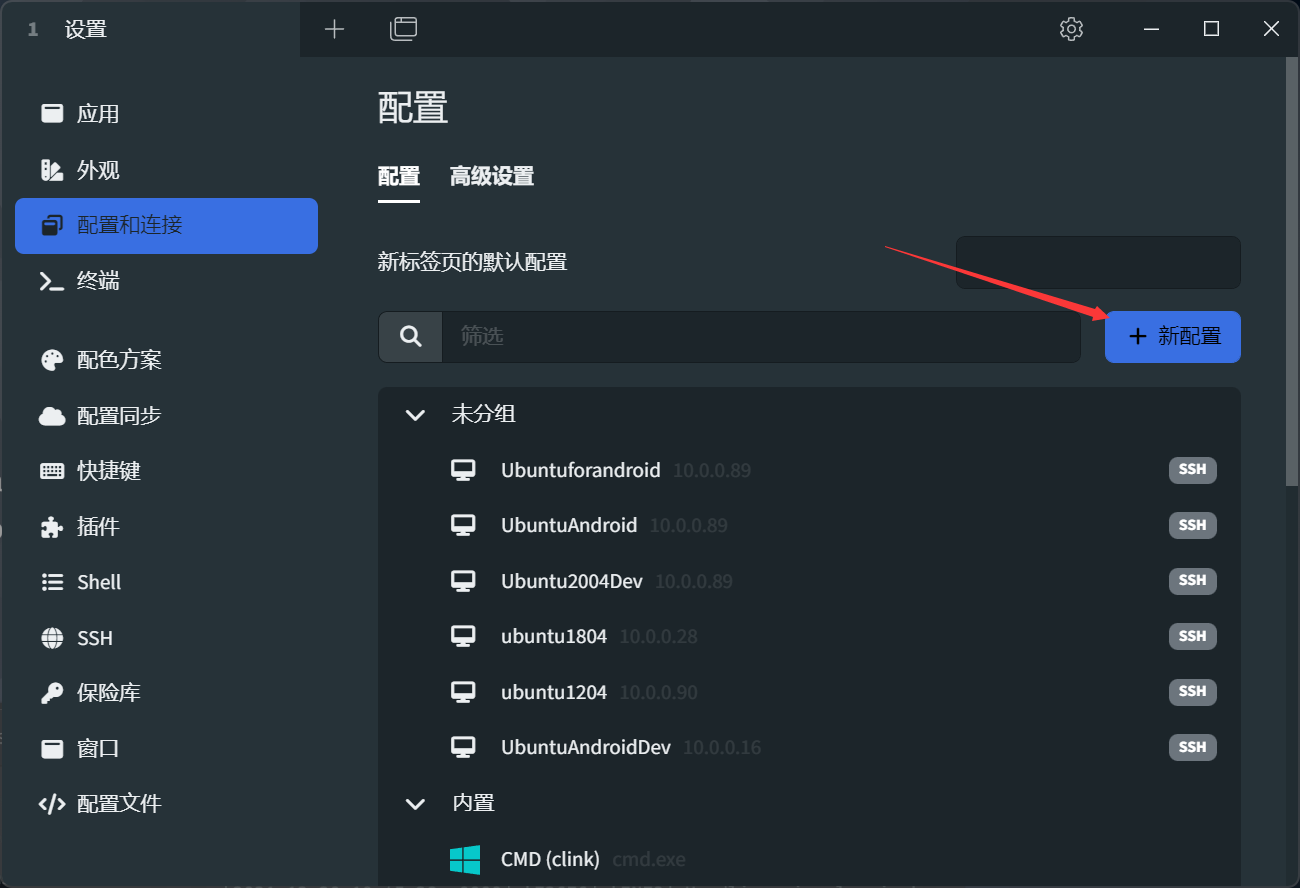 1 设置
应用
外观
配置和连接
终端
配色方案
配置同步
快捷键
插件
Shell
SSH
保险库
窗口
配置文件
配置
配置 高级设置
新标签页的默认配置
筛选
新配置
未分组
Ubuntuforandroid 10.0.0.89 SSH
UbuntuAndroid 10.0.0.89 SSH
Ubuntu2004Dev 10.0.0.89 SSH
ubuntu1804 10.0.0.28 SSH
ubuntu1204 10.0.0.90 SSH
UbuntuAndroidDev 10.0.0.16 SSH
内置
CMD (clink) cmd.exe